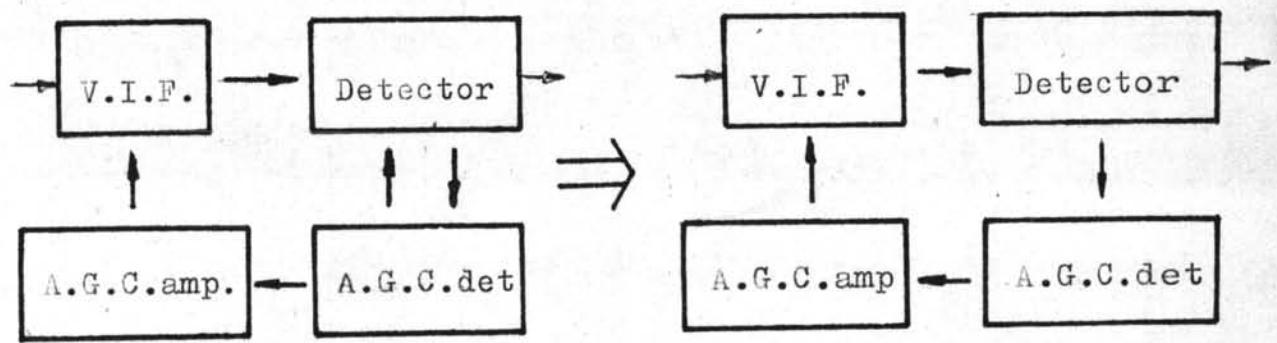 V.I.F.
Detector
A.G.C.amp.
A.G.C.det
V.I.F.
Detector
A.G.C.amp
A.G.C.det